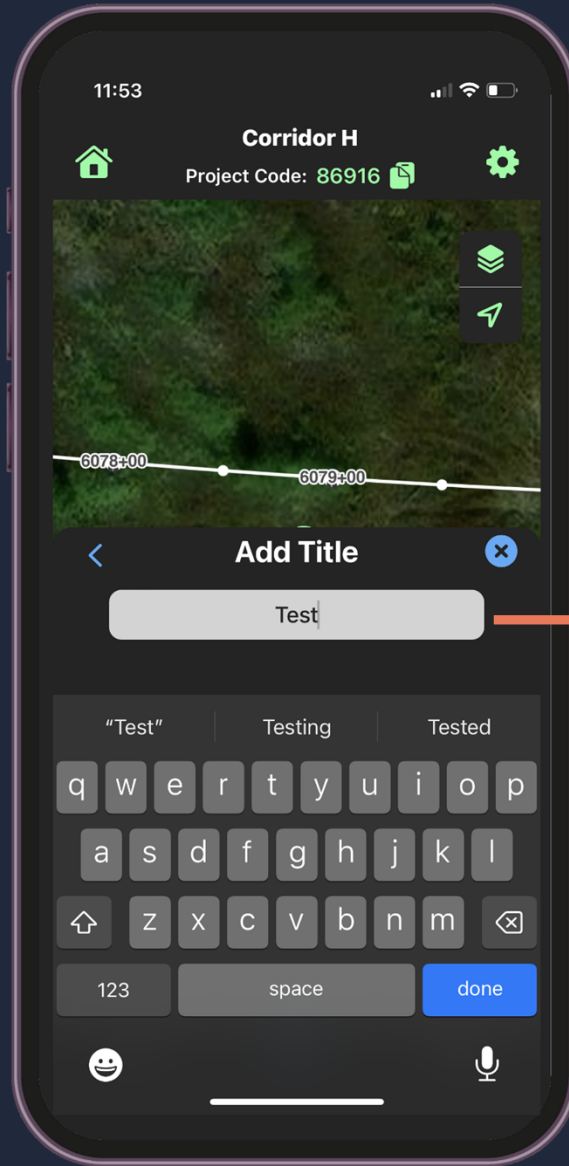 11:53
Corridor H
Project Code: 86916
6078+00
6079+00
Add Title
Test
“Test” Testing Tested
q w e r t y u i o p
a s d f g h j k l
z x c v b n m
123 space done